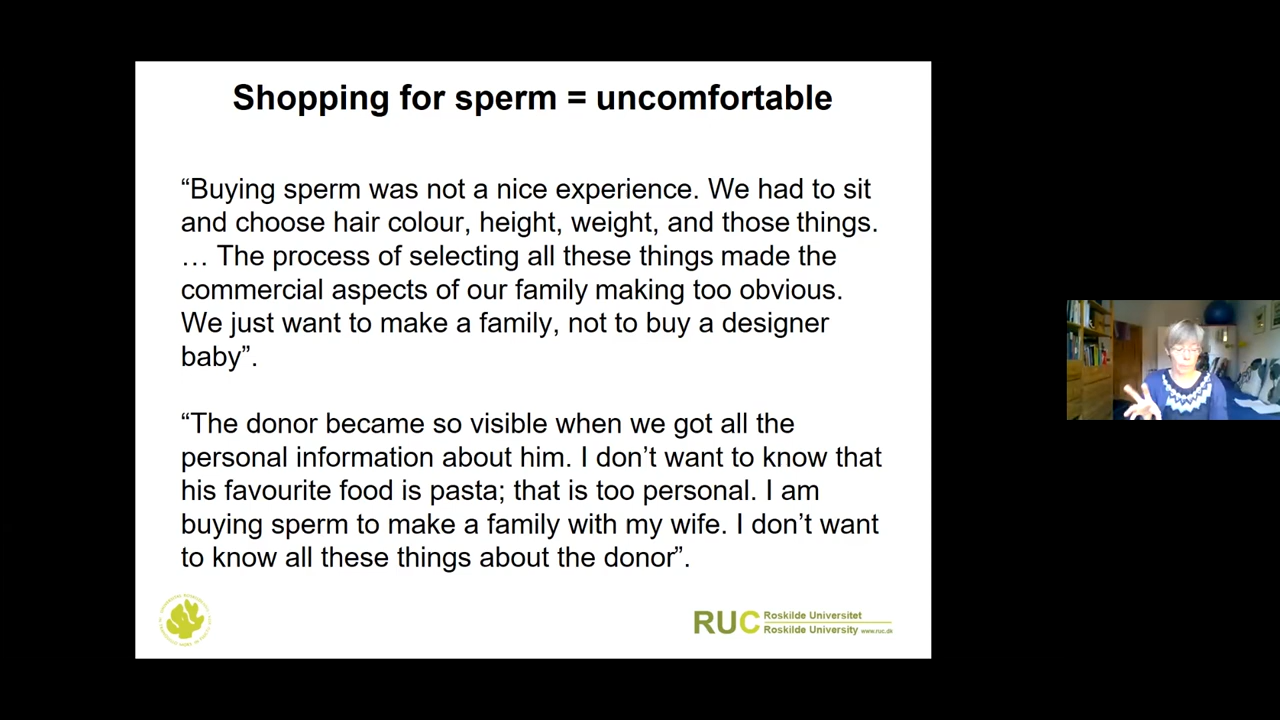 Shopping for sperm = uncomfortable
“Buying sperm was not a nice experience. We had to sit
and choose hair colour, height, weight, and those things.
… The process of selecting all these things made the
commercial aspects of our family making too obvious.
We just want to make a family, not to buy a designer
baby”.
“The donor became so visible when we got all the
personal information about him. I don’t want to know that
his favourite food is pasta; that is too personal. I am
buying sperm to make a family with my wife. I don’t want
to know all these things about the donor”.
RUC
Roskilde Universitet
Roskilde University www.ruc.dk